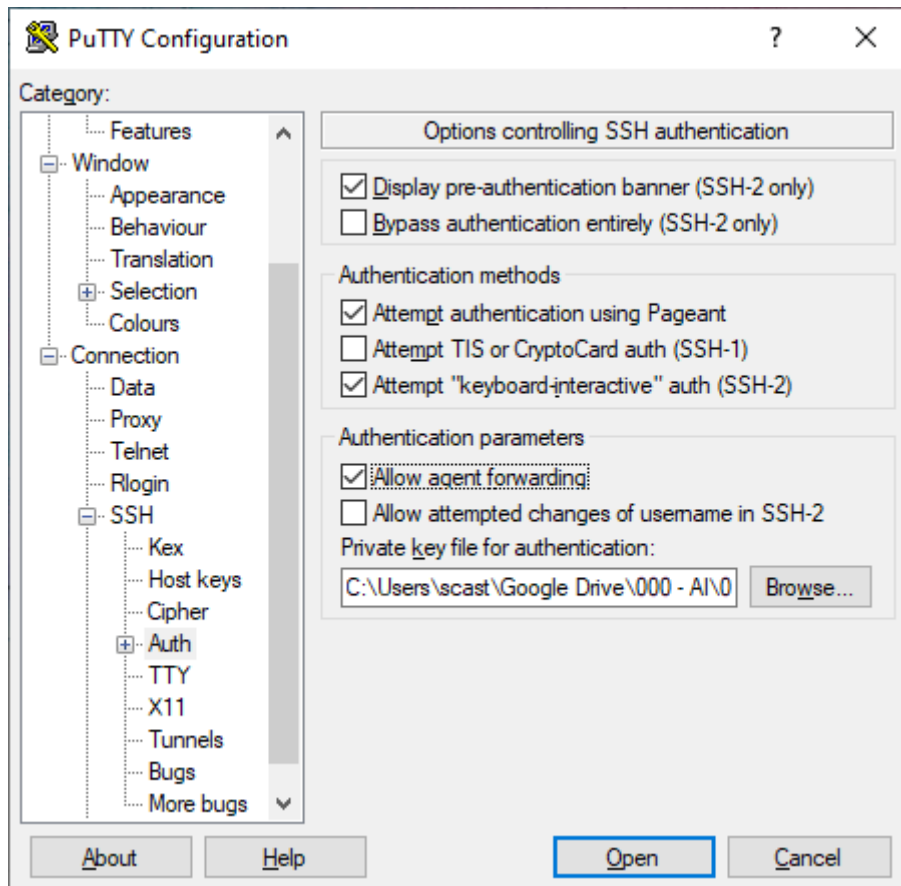 PuTTY Configuration
?
Category:
Features
Window
Appearance
Behaviour
Translation
Selection
Colours
Connection
Data
Proxy
Telnet
Rlogin
SSH
Kex
Host keys
Cipher
Auth
TTY
X11
Tunnels
Bugs
More bugs
Options controlling SSH authentication
Display pre-authentication banner (SSH-2 only)
Bypass authentication entirely (SSH-2 only)
Authentication methods
Attempt authentication using Pageant
Attempt TIS or CryptoCard auth (SSH-1)
Attempt "keyboard-interactive" auth (SSH-2)
Authentication parameters
Allow agent forwarding
Allow attempted changes of username in SSH-2
Private key file for authentication:
C:\Users\scast\Google Drive\000 - AI\0
Browse...
About
Help
Open
Cancel